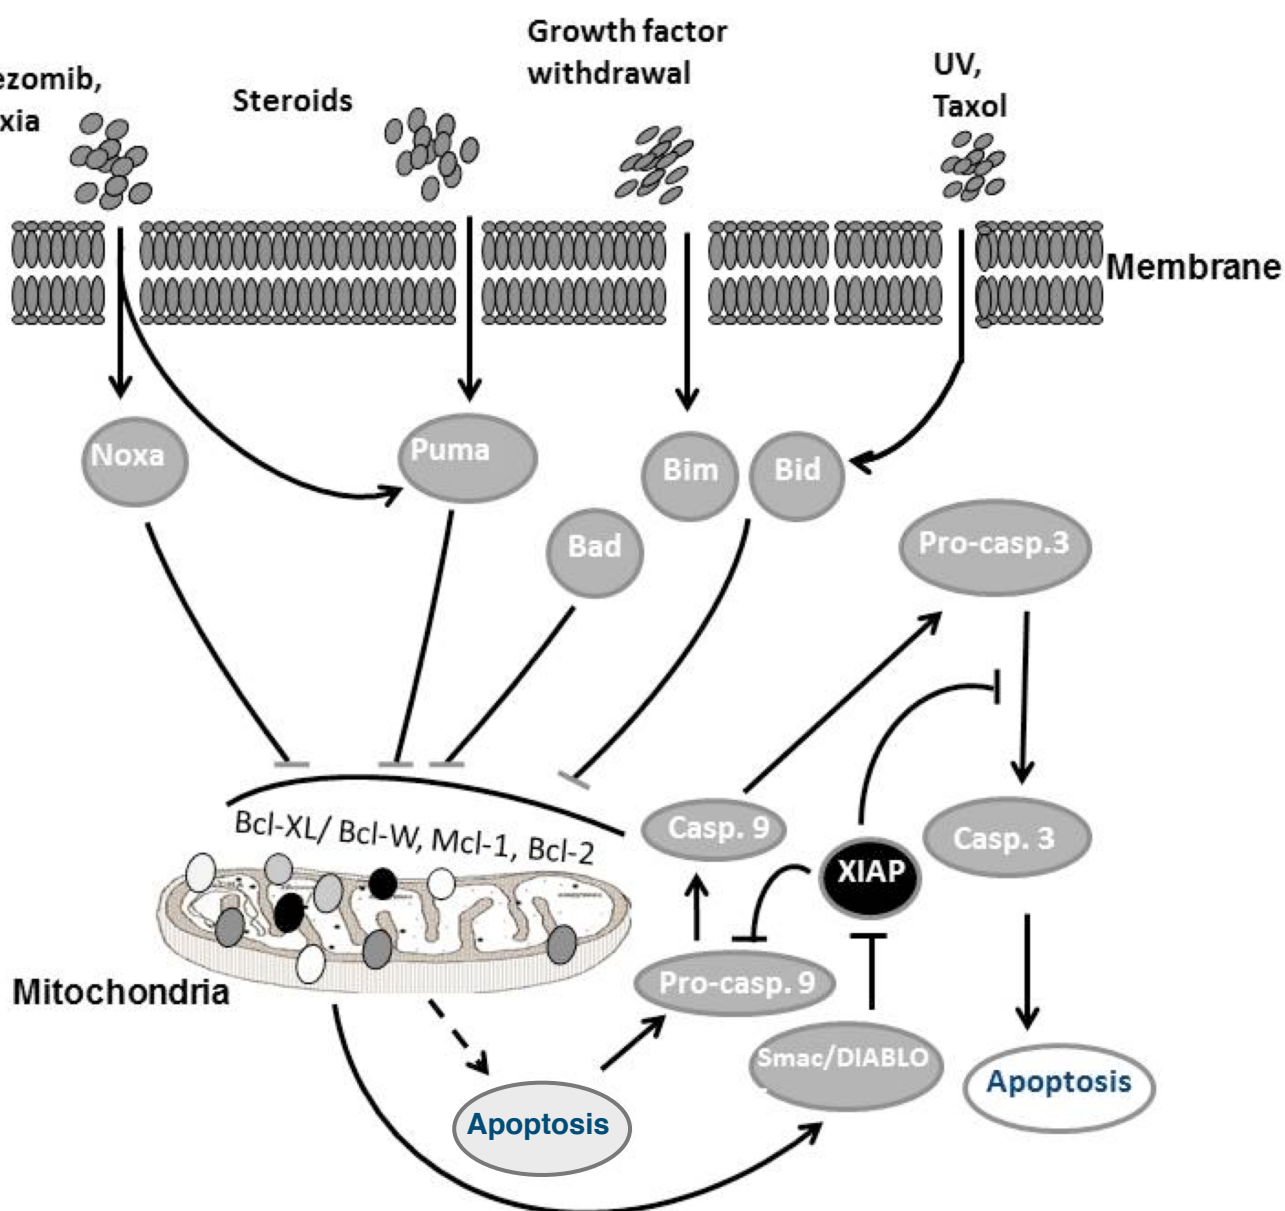 Growth factor
withdrawal
ezomib,
xia
Steroids
UV,
Taxol
Membrane
Noxa
Puma
Bim
Bid
Bad
Pro-casp.3
Bcl-XL/ Bcl-W, Mcl-1, Bcl-2
Casp. 9
XIAP
Casp. 3
Mitochondria
Pro-casp. 9
Smac/DIABLO
Apoptosis
Apoptosis